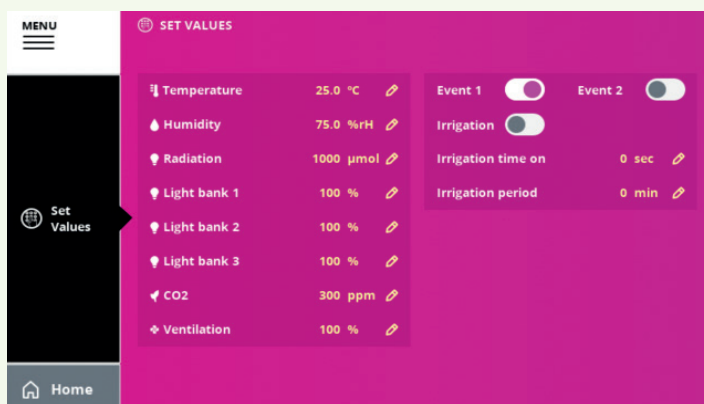 MENU
SET VALUES
Set
Values
Home
Temperature 25.0 °C
Humidity 75.0 %rH
Radiation 1000 µmol
Light bank 1 100 %
Light bank 2 100 %
Light bank 3 100 %
CO2 300 ppm
Ventilation 100 %
Event 1 Event 2
Irrigation
Irrigation time on 0 sec
Irrigation period 0 min